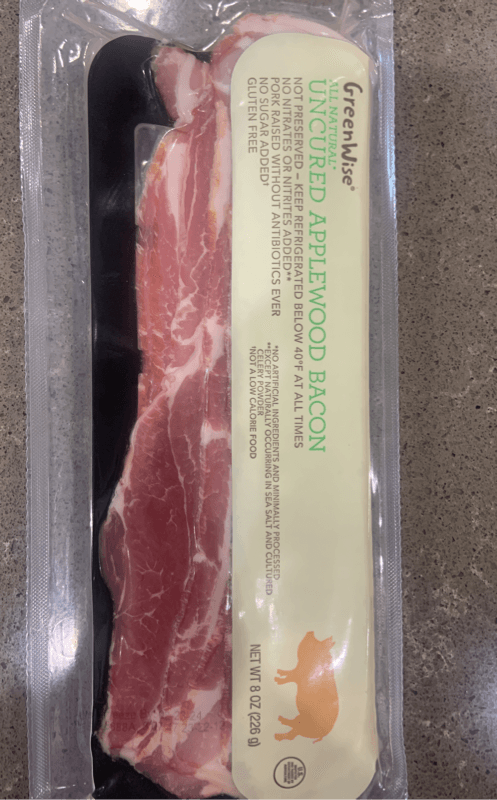 GreenWise®
ALL NATURAL*
UNCURED APPLEWOOD BACON
NOT PRESERVED – KEEP REFRIGERATED BELOW 40°F AT ALL TIMES
NO NITRATES OR NITRITES ADDED**
PORK RAISED WITHOUT ANTIBIOTICS EVER
NO SUGAR ADDED†
GLUTEN FREE
*NO ARTIFICIAL INGREDIENTS AND MINIMALLY PROCESSED
**EXCEPT NATURALLY OCCURRING IN SEA SALT AND CULTURED
CELERY POWDER
†NOT A LOW CALORIE FOOD
NET WT 8 OZ (226 g)